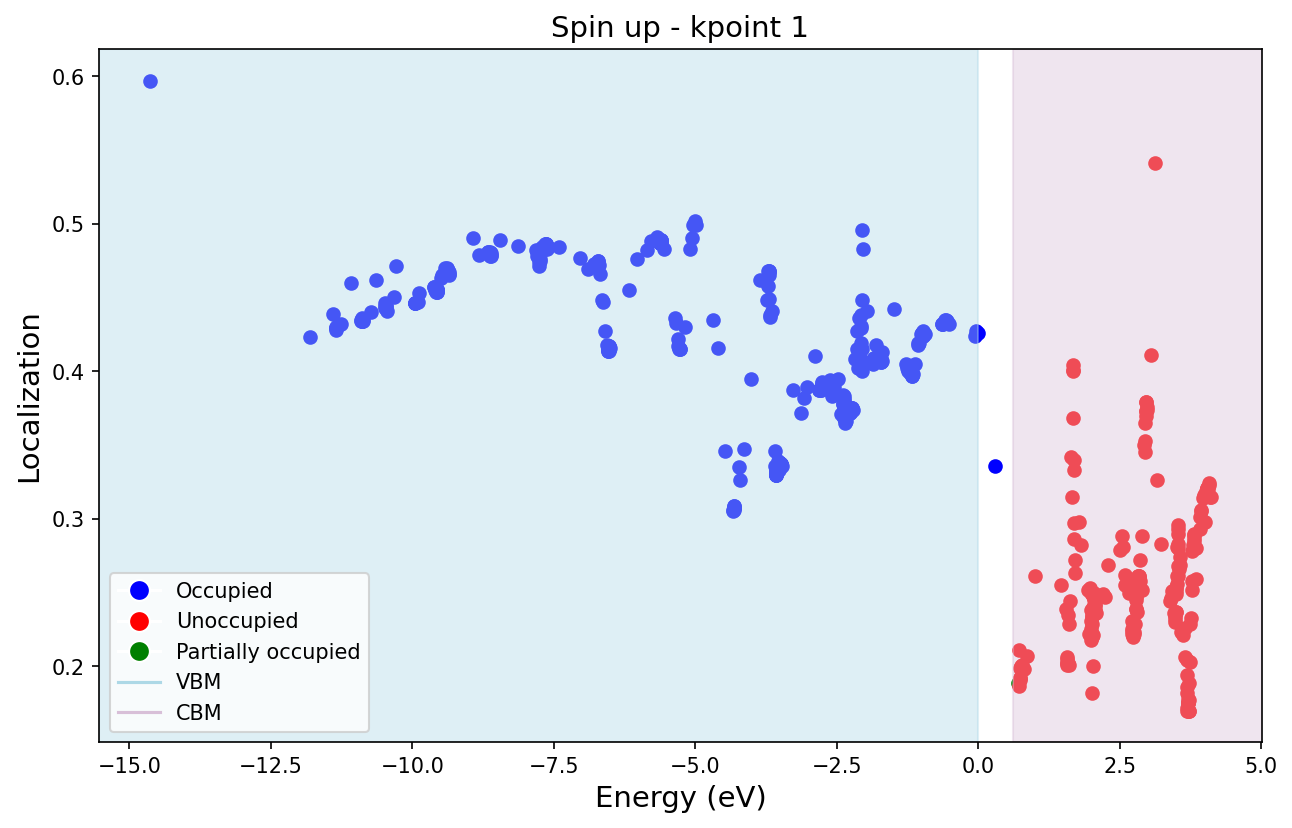 Spin up - kpoint 1
Localization
0.6
0.5
0.4
0.3
0.2
Occupied
Unoccupied
Partially occupied
VBM
CBM
−15.0 −12.5 −10.0 −7.5 −5.0 −2.5 0.0 2.5 5.0
Energy (eV)